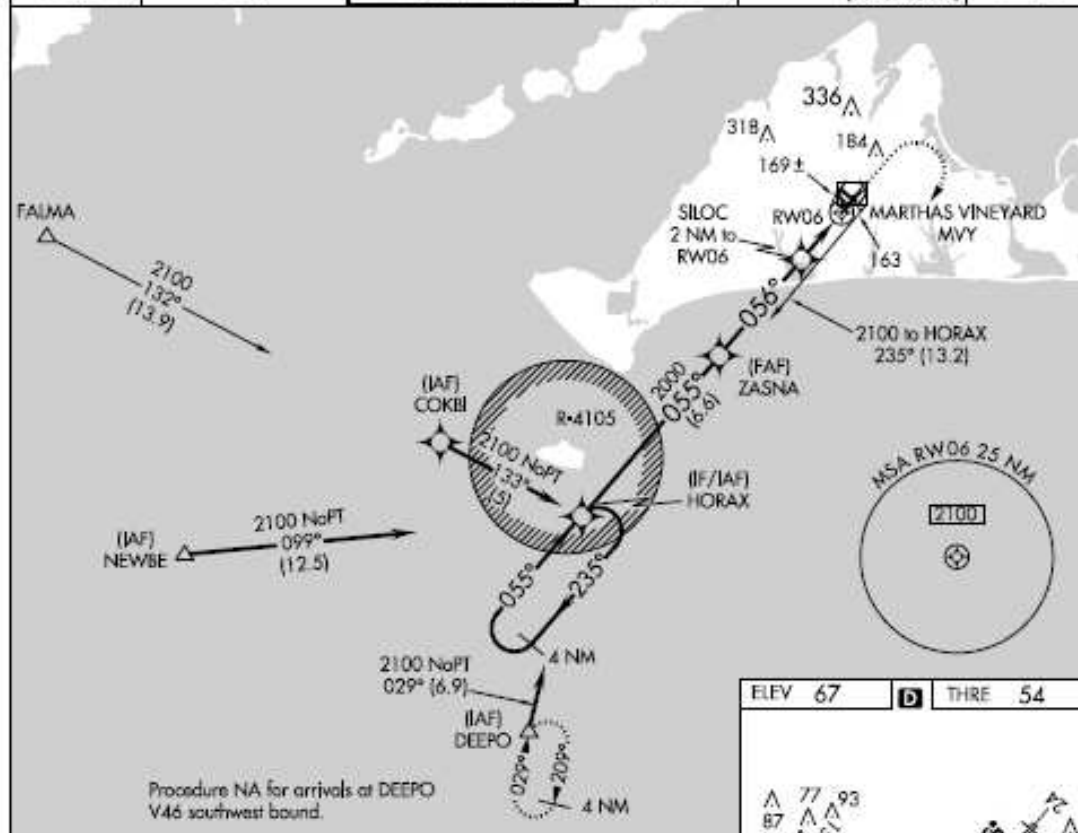 336
318
184
169±
FALMA
SILOC
2 NM to
RW06
RW06
MARTHAS VINEYARD
MVY
163
2100
132°
(13.9)
056°
2100 to HORAX
235° (13.2)
(FAF)
ZASNA
2000
055°
(6.6)
(IAF)
COKBI
R-4105
2100 NoPT
133°
(5)
(IF/IAF)
HORAX
MSA RW06 25 NM
2100
(IAF)
NEWBE
2100 NoPT
099°
(12.5)
055°
235°
4 NM
2100 NoPT
029° (6.9)
(IAF)
DEEPO
029°
209°
4 NM
Procedure NA for arrivals at DEEPO
V46 southwest bound.
ELEV 67
D
THRE 54
77
93
87
24